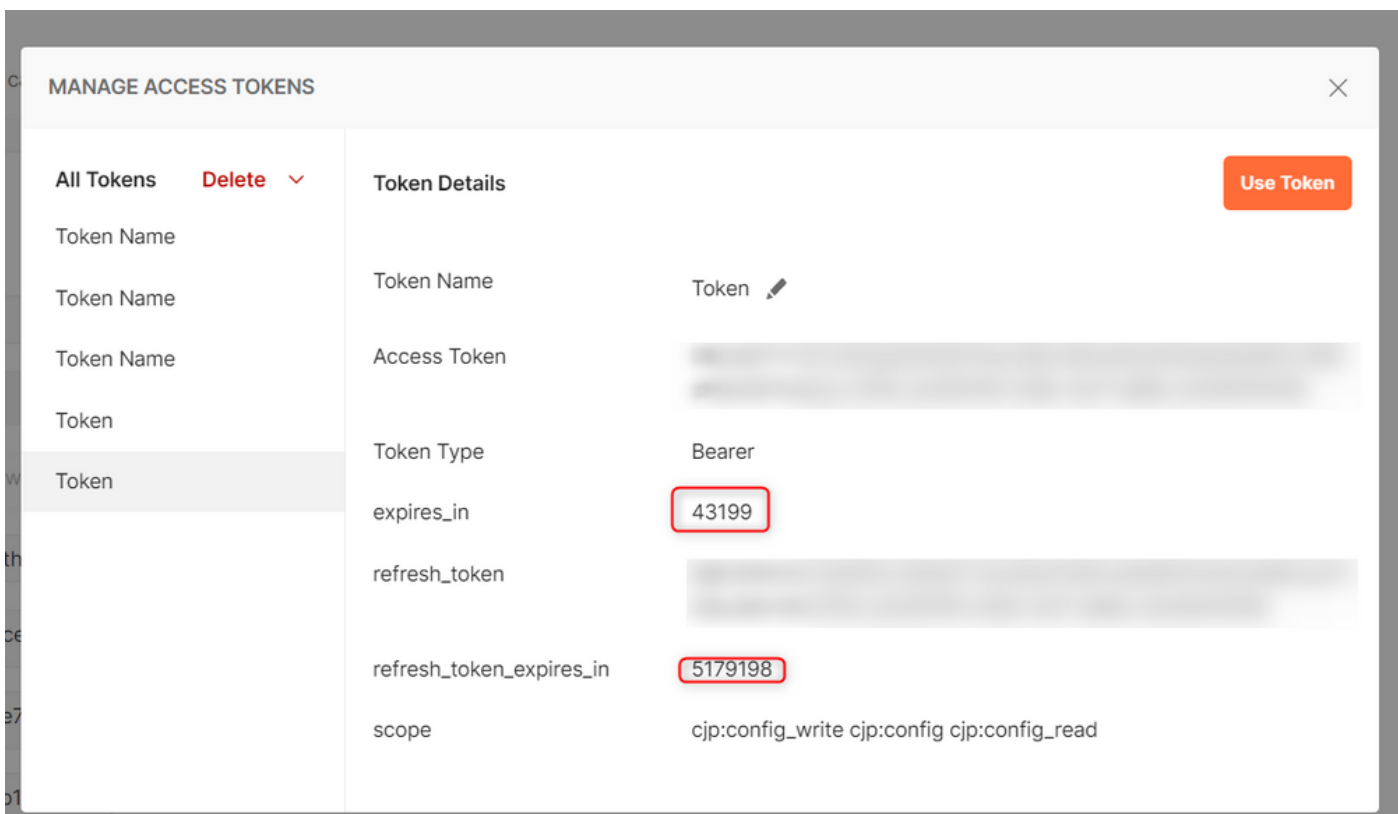 MANAGE ACCESS TOKENS
All Tokens Delete
Token Details
Use Token
Token Name
Token Name
Token Name
Token
Token
Token Name Token
Access Token
Token Type Bearer
expires_in 43199
refresh_token
refresh_token_expires_in 5179198
scope cjp:config_write cjp:config cjp:config_read